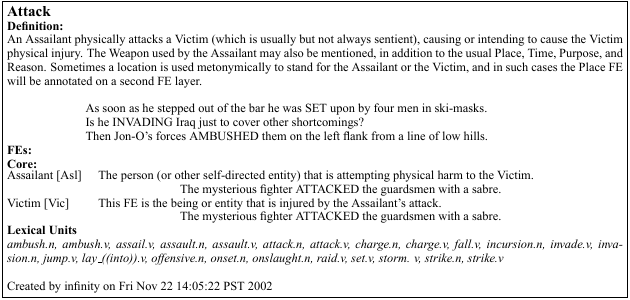 Attack
Definition:
An Assailant physically attacks a Victim (which is usually but not always sentient), causing or intending to cause the Victim
physical injury. The Weapon used by the Assailant may also be mentioned, in addition to the usual Place, Time, Purpose, and
Reason. Sometimes a location is used metonymically to stand for the Assailant or the Victim, and in such cases the Place FE
will be annotated on a second FE layer.
As soon as he stepped out of the bar he was SET upon by four men in ski-masks.
Is he INVADING Iraq just to cover other shortcomings?
Then Jon-O's forces AMBUSHED them on the left flank from a line of low hills.
FEs:
Core:
Assailant [Asl] The person (or other self-directed entity) that is attempting physical harm to the Victim.
The mysterious fighter ATTACKED the guardsmen with a sabre.
Victim [Vic] This FE is the being or entity that is injured by the Assailant's attack.
The mysterious fighter ATTACKED the guardsmen with a sabre.
Lexical Units
ambush.n, ambush.v, assail.v, assault.n, assault.v, attack.n, attack.v, charge.n, charge.v, fall.v, incursion.n, invade.v, inva-
sion.n, jump.v, lay_((into)).v, offensive.n, onset.n, onslaught.n, raid.v, set.v, storm. v, strike.n, strike.v
Created by infinity on Fri Nov 22 14:05:22 PST 2002